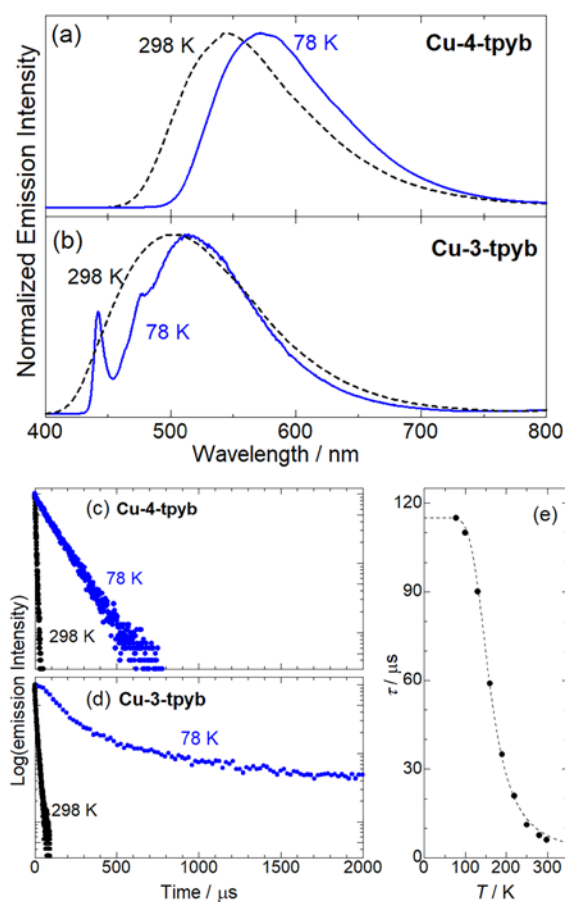 (a) 298 K 78 K Cu-4-tpyb
(b) Cu-3-tpyb
298 K
78 K
Normalized Emission Intensity
400 500 600 700 800
Wavelength / nm
(c) Cu-4-tpyb
78 K
298 K
(d) Cu-3-tpyb
78 K
298 K
Log(emission Intensity)
0 500 1000 1500 2000
Time / μs
(e)
120
90
60
30
0
τ / μs
0 100 200 300
T / K